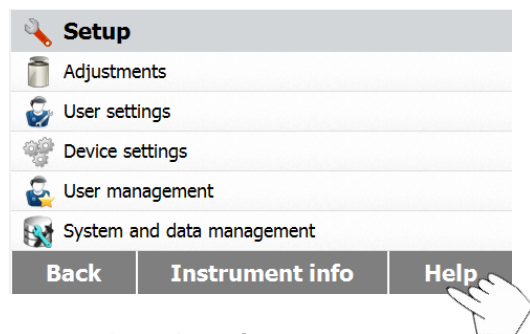 Setup
Adjustments
User settings
Device settings
User management
System and data management
Back Instrument info Help